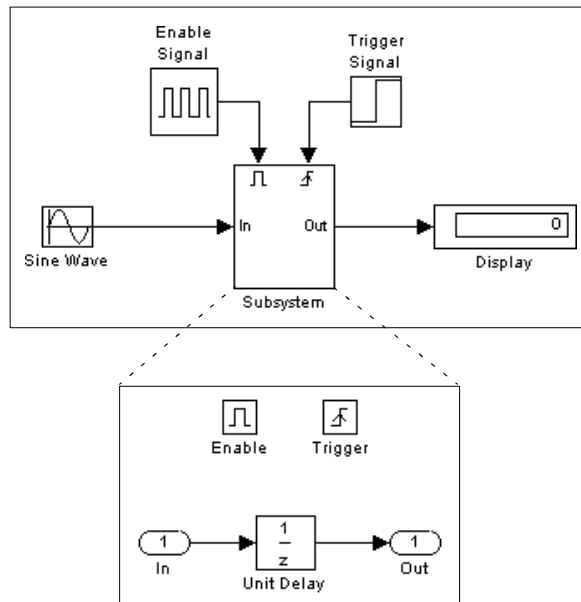 Enable
Signal
Trigger
Signal
In
Out
0
Sine Wave
Display
Subsystem
Enable
Trigger
1
1
z
1
In
Unit Delay
Out